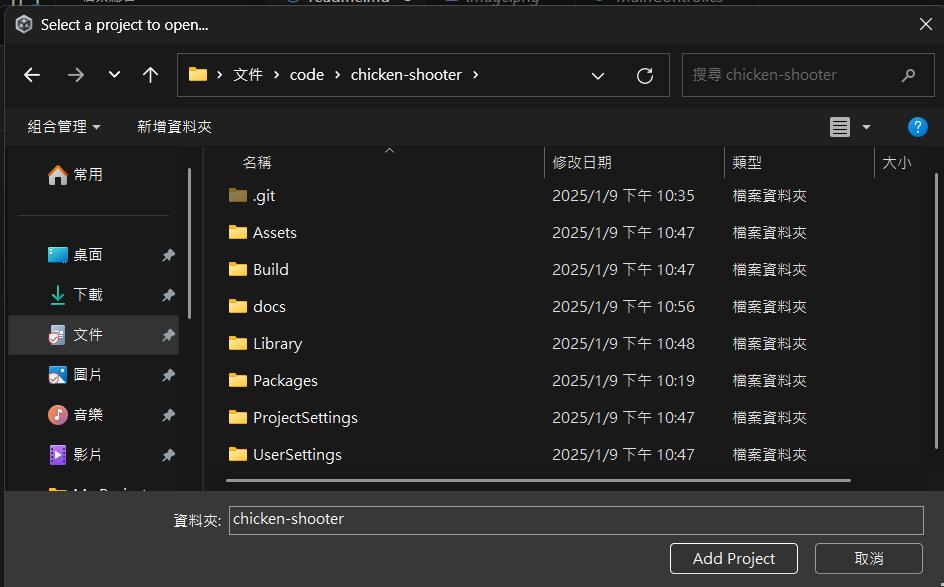 Select a project to open...
文件 code chicken-shooter
搜尋 chicken-shooter
組合管理 新增資料夾
常用
桌面
下載
文件
圖片
音樂
影片
名稱 修改日期 類型 大小
.git 2025/1/9 下午 10:35 檔案資料夾
Assets 2025/1/9 下午 10:47 檔案資料夾
Build 2025/1/9 下午 10:47 檔案資料夾
docs 2025/1/9 下午 10:56 檔案資料夾
Library 2025/1/9 下午 10:48 檔案資料夾
Packages 2025/1/9 下午 10:19 檔案資料夾
ProjectSettings 2025/1/9 下午 10:47 檔案資料夾
UserSettings 2025/1/9 下午 10:47 檔案資料夾
資料夾: chicken-shooter
Add Project 取消